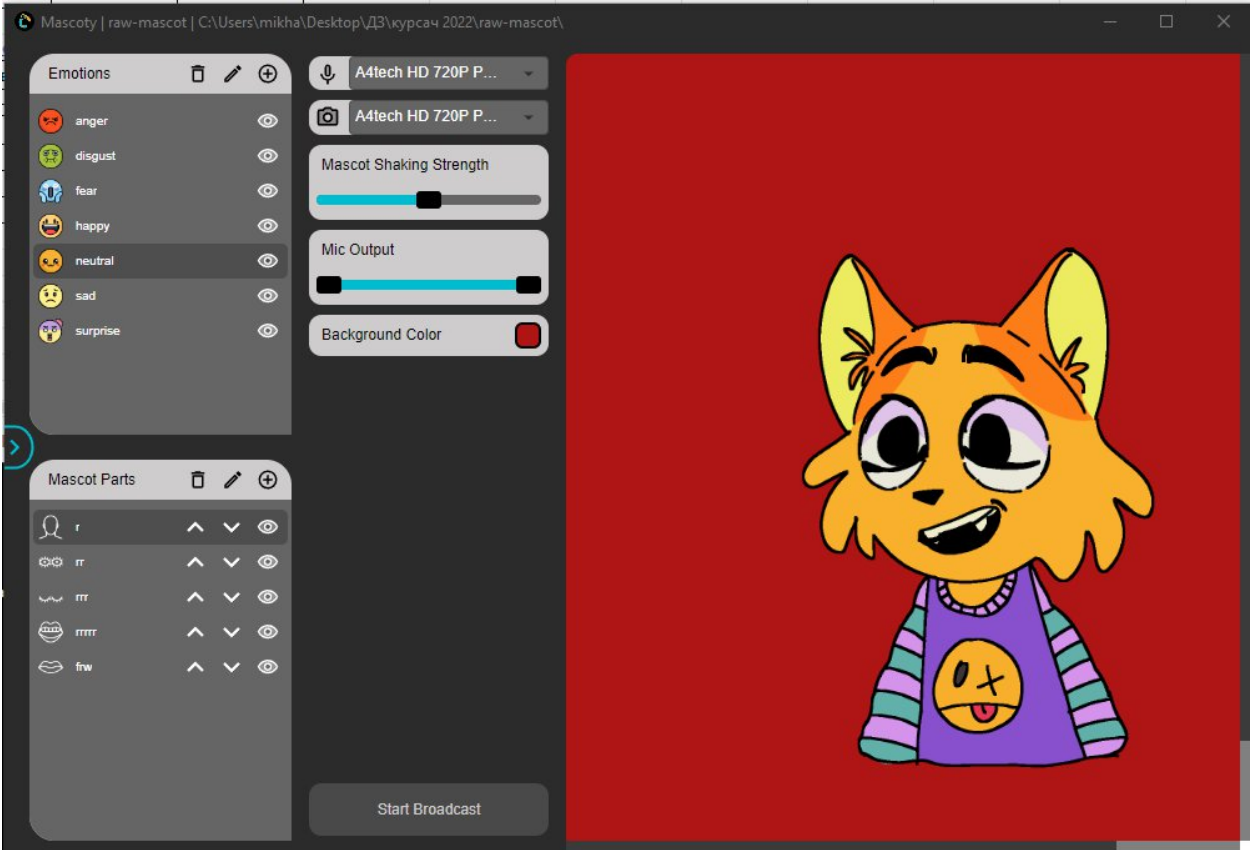 Mascoty | raw-mascot | C:\Users\mikha\Desktop\ДЗ\курсач 2022\raw-mascot\
Emotions
anger
disgust
fear
happy
neutral
sad
surprise
Mascot Parts
r
rr
rrr
rrrrr
frw
A4tech HD 720P P...
A4tech HD 720P P...
Mascot Shaking Strength
Mic Output
Background Color
Start Broadcast